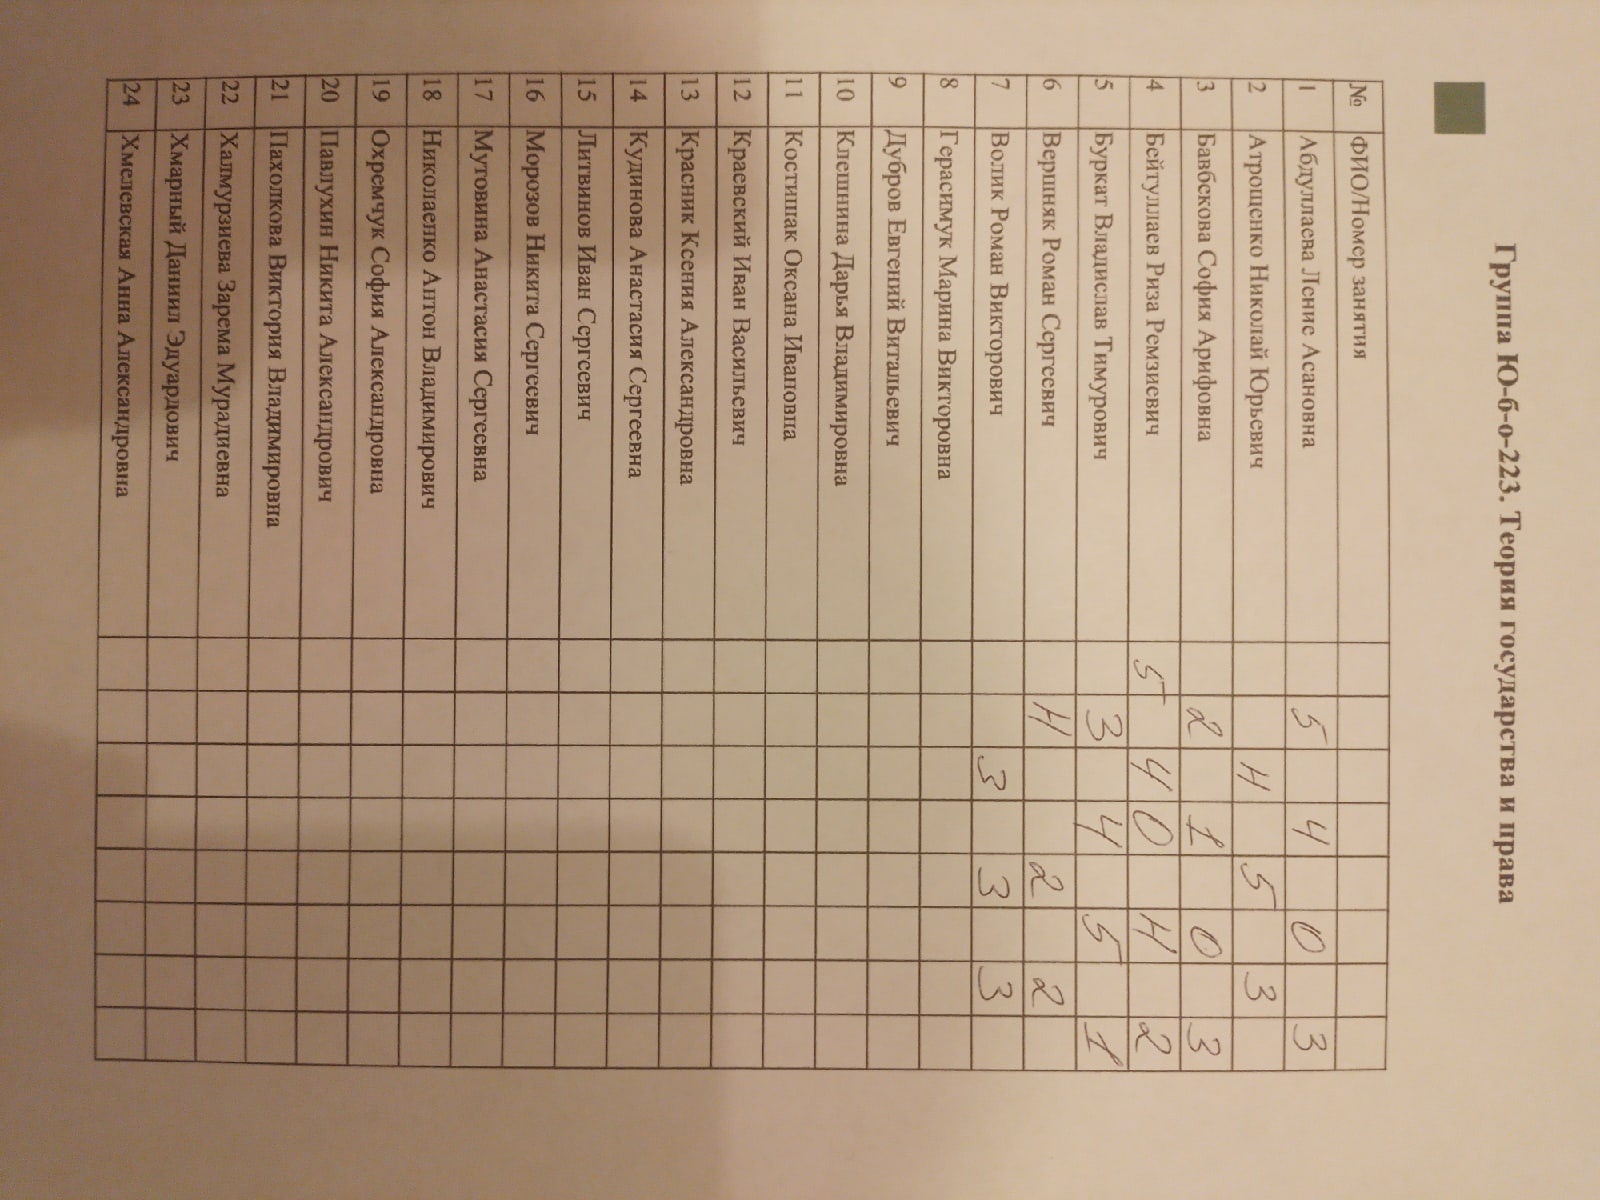 Группа Ю-б-о-223. Теория государства и права
№ ФИО/Номер занятия
1 Абдуллаева Ление Асановна 5 4 0 3
2 Атрощенко Николай Юрьевич Н 5 3
3 Бавбекова София Арифовна 2 1 0 3
4 Бейтуллаев Риза Ремзиевич 5 4 0 Н 2
5 Буркат Владислав Тимурович 3 4 5 1
6 Вершняк Роман Сергеевич Н 2 2
7 Волик Роман Викторович 3 3 3
8 Герасимук Марина Викторовна
9 Дубров Евгений Витальевич
10 Клешнина Дарья Владимировна
11 Костишак Оксана Ивановна
12 Краевский Иван Васильевич
13 Красник Ксения Александровна
14 Кудинова Анастасия Сергеевна
15 Литвинов Иван Сергеевич
16 Морозов Никита Сергеевич
17 Мутовина Анастасия Сергеевна
18 Николаенко Антон Владимирович
19 Охремчук София Александровна
20 Павлухин Никита Александрович
21 Пахолкова Виктория Владимировна
22 Халмурзиева Зарема Мурадиевна
23 Хмарный Даниил Эдуардович
24 Хмелевская Анна Александровна